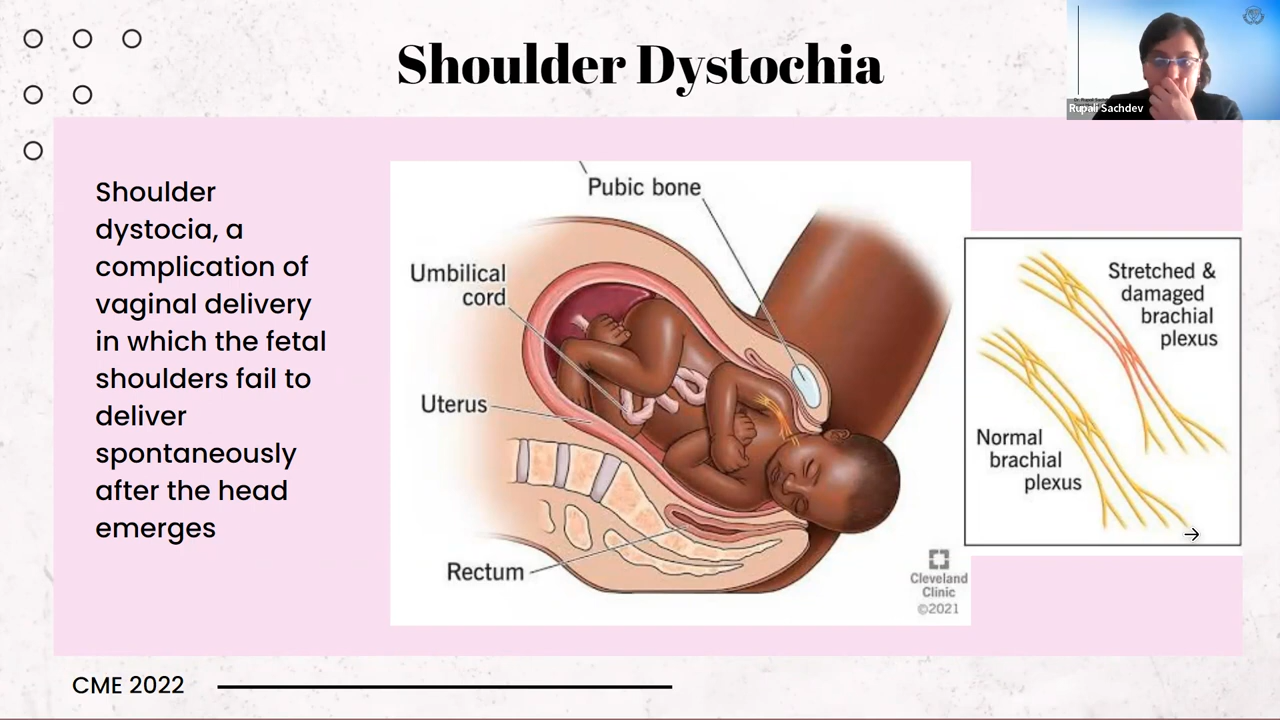 Shoulder Dystochia
Rupali Sachdev
Shoulder
dystocia, a
complication of
vaginal delivery
in which the fetal
shoulders fail to
deliver
spontaneously
after the head
emerges
Pubic bone
Umbilical
cord
Uterus
Rectum
Cleveland
Clinic
©2021
Stretched &
damaged
brachial
plexus
Normal
brachial
plexus
CME 2022